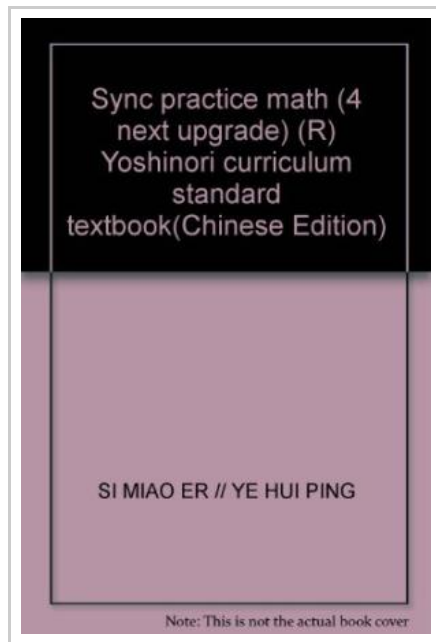 Sync practice math (4
next upgrade) (R)
Yoshinori curriculum
standard
textbook(Chinese Edition)
SI MIAO ER // YE HUI PING
Note: This is not the actual book cover